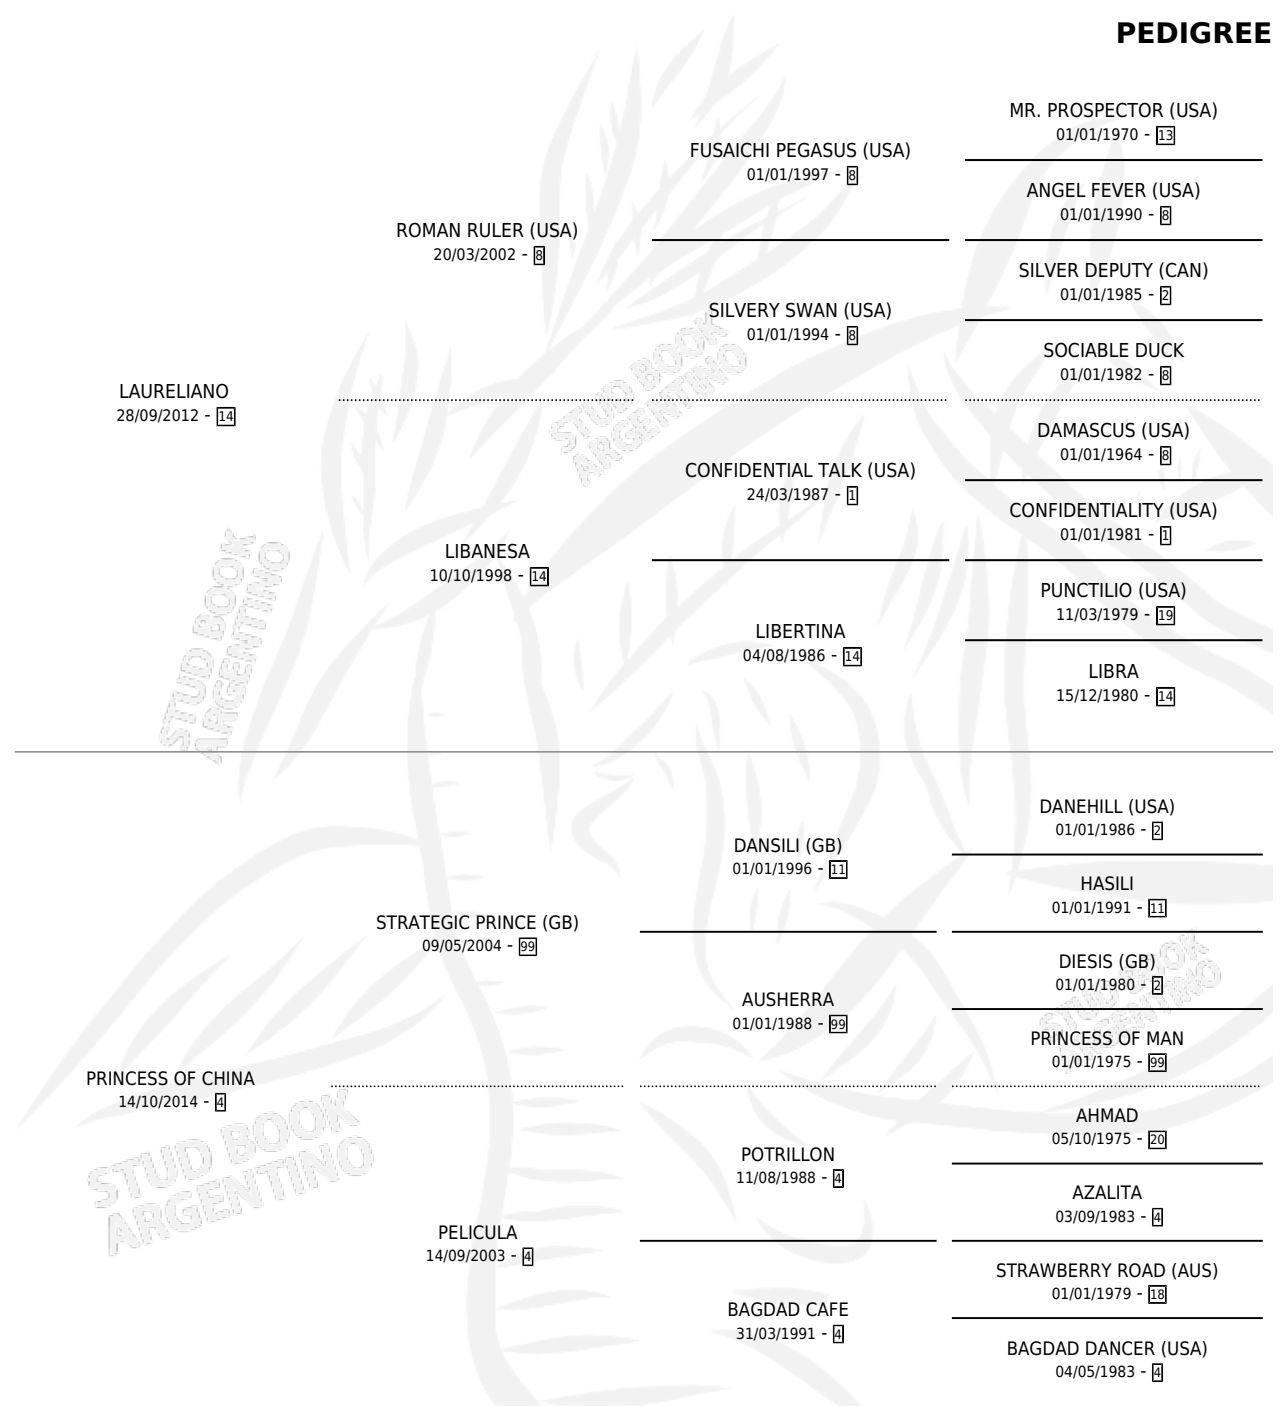 PEDIGREE
MR. PROSPECTOR (USA)
01/01/1970 - 13
FUSAICHI PEGASUS (USA)
01/01/1997 - 8
ANGEL FEVER (USA)
01/01/1990 - 8
ROMAN RULER (USA)
20/03/2002 - 8
SILVER DEPUTY (CAN)
01/01/1985 - 2
SILVERY SWAN (USA)
01/01/1994 - 8
SOCIABLE DUCK
01/01/1982 - 8
LAURELIANO
28/09/2012 - 14
DAMASCUS (USA)
01/01/1964 - 8
CONFIDENTIAL TALK (USA)
24/03/1987 - 1
CONFIDENTIALITY (USA)
01/01/1981 - 1
LIBANESA
10/10/1998 - 14
PUNCTILIO (USA)
11/03/1979 - 19
LIBERTINA
04/08/1986 - 14
LIBRA
15/12/1980 - 14
DANEHILL (USA)
01/01/1986 - 2
DANSILI (GB)
01/01/1996 - 11
HASILI
01/01/1991 - 11
STRATEGIC PRINCE (GB)
09/05/2004 - 99
DIESIS (GB)
01/01/1980 - 2
AUSHERRA
01/01/1988 - 99
PRINCESS OF MAN
01/01/1975 - 99
PRINCESS OF CHINA
14/10/2014 - 4
AHMAD
05/10/1975 - 20
POTRILLON
11/08/1988 - 4
AZALITA
03/09/1983 - 4
PELICULA
14/09/2003 - 4
STRAWBERRY ROAD (AUS)
01/01/1979 - 18
BAGDAD CAFE
31/03/1991 - 4
BAGDAD DANCER (USA)
04/05/1983 - 4
STUD BOOK
ARGENTINO
STUD BOOK
ARGENTINO
STUD BOOK
ARGENTINO
STUD BOOK
ARGENTINO